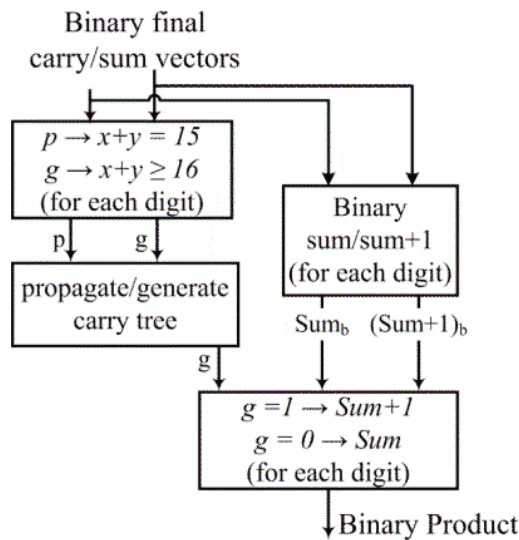 Binary final
carry/sum vectors
p → x+y = 15
g → x+y ≥ 16
(for each digit)
p
g
propagate/generate
carry tree
g
Binary
sum/sum+1
(for each digit)
Sum_b
(Sum+1)_b
g =1 → Sum+1
g = 0 → Sum
(for each digit)
Binary Product